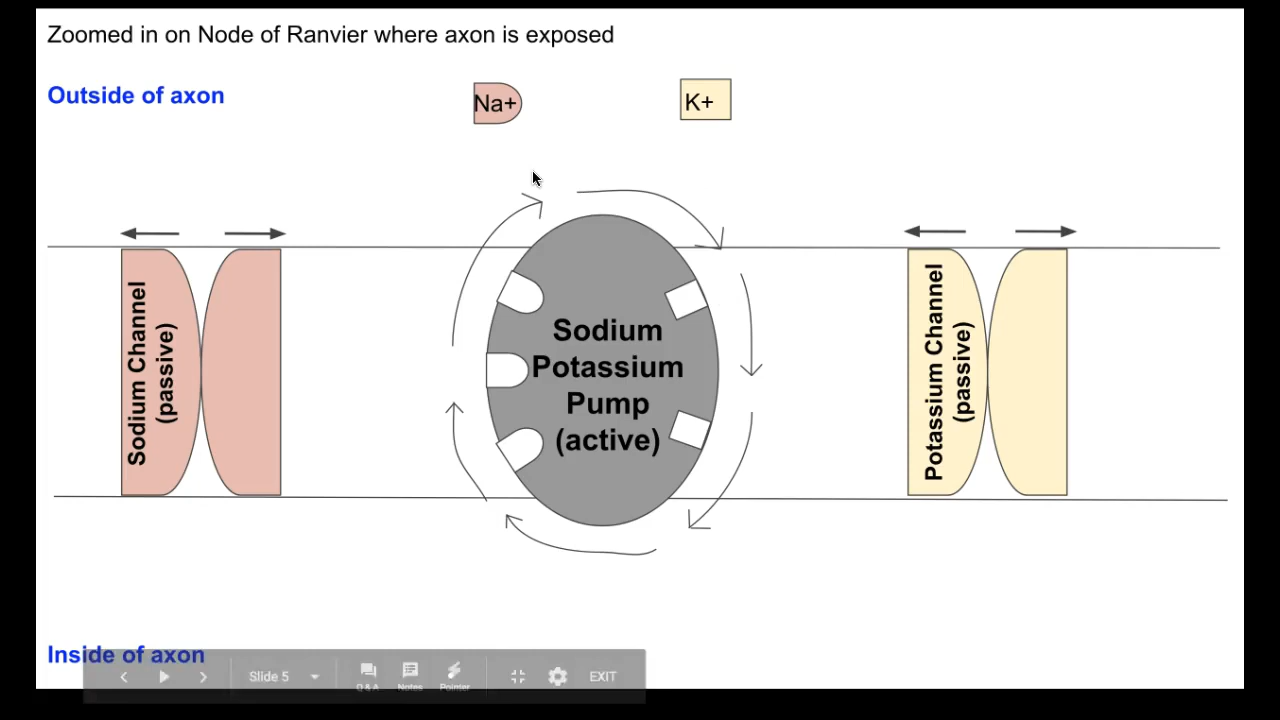 Zoomed in on Node of Ranvier where axon is exposed
Outside of axon
Na+
K+
Sodium Channel
(passive)
Sodium
Potassium
Pump
(active)
Potassium Channel
(passive)
Inside of axon
Slide 5
Q & A
Notes
Pointer
EXIT